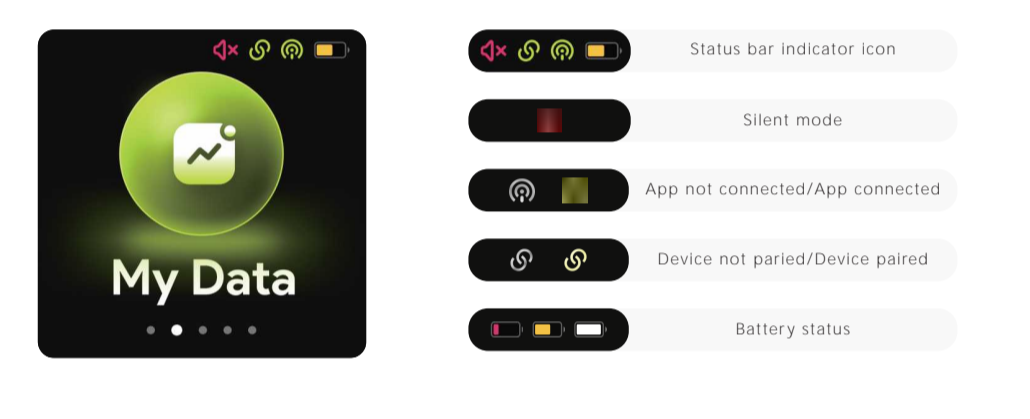 My Data
Status bar indicator icon
Silent mode
App not connected/App connected
Device not paried/Device paired
Battery status